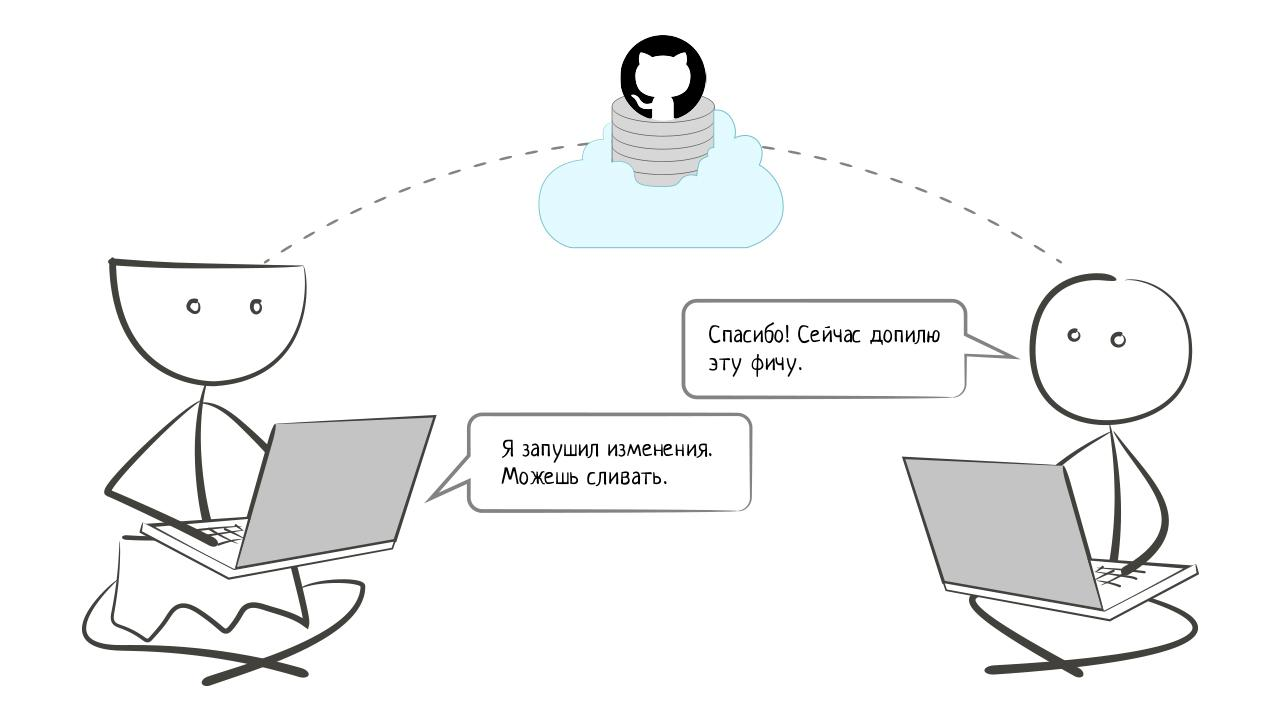 Спасибо! Сейчас допилю
эту фичу.
Я запушил изменения.
Можешь сливать.